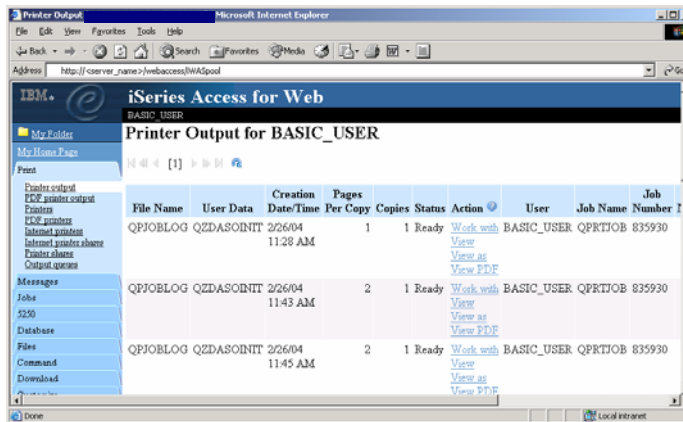 Printer Output Microsoft Internet Explorer
File Edit View Favorites Tools Help
Back Search Favorites Media
Address http://<server_name>/webaccess/iWASpool Go
IBM. iSeries Access for Web
BASIC_USER
My Folder
My Home Page
Print
Printer output
PDF printer output
Printers
PDF printers
Internet printers
Internet printer shares
Printer shares
Output queues
Messages
Jobs
5250
Database
Files
Command
Download
Customize
Printer Output for BASIC_USER
[1]
File Name User Data Creation Date/Time Pages Per Copy Copies Status Action User Job Name Job Number
QPJOBLOG QZDASOINIT 2/26/04 1 1 Ready Work with BASIC_USER QPRTJOB 835930
11:28 AM View
View as
View PDF
QPJOBLOG QZDASOINIT 2/26/04 2 1 Ready Work with BASIC_USER QPRTJOB 835930
11:43 AM View
View as
View PDF
QPJOBLOG QZDASOINIT 2/26/04 2 1 Ready Work with BASIC_USER QPRTJOB 835930
11:45 AM View
View as
View PDF
Done Local intranet